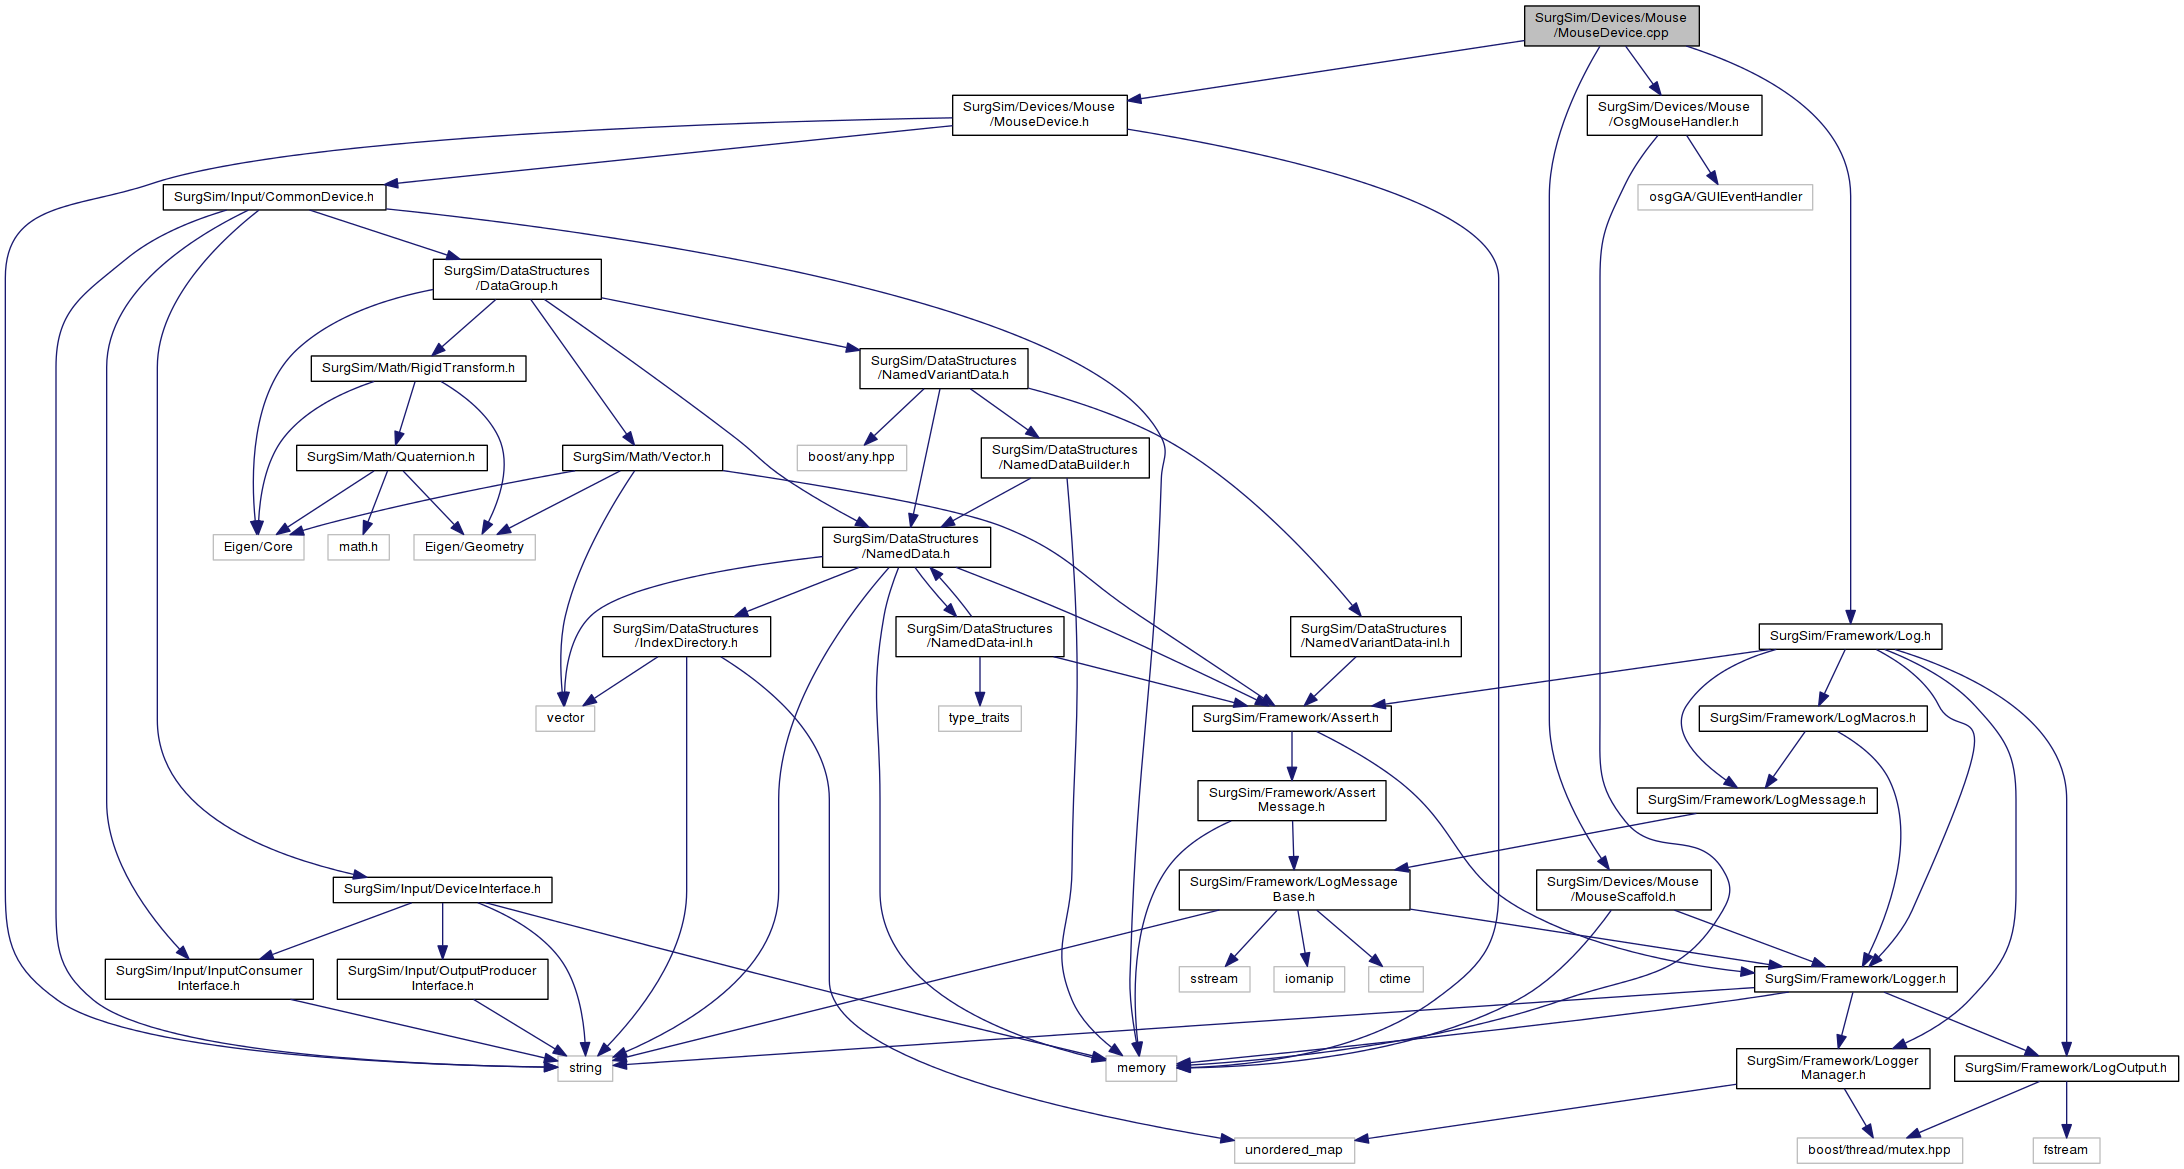 SurgSim/Devices/Mouse
/MouseDevice.cpp
SurgSim/Devices/Mouse
/MouseDevice.h
SurgSim/Devices/Mouse
/OsgMouseHandler.h
SurgSim/Input/CommonDevice.h
osgGA/GUIEventHandler
SurgSim/DataStructures
/DataGroup.h
SurgSim/Math/RigidTransform.h
SurgSim/DataStructures
/NamedVariantData.h
SurgSim/Math/Quaternion.h
SurgSim/Math/Vector.h
boost/any.hpp
SurgSim/DataStructures
/NamedDataBuilder.h
Eigen/Core
math.h
Eigen/Geometry
SurgSim/DataStructures
/NamedData.h
SurgSim/DataStructures
/IndexDirectory.h
SurgSim/DataStructures
/NamedData-inl.h
SurgSim/DataStructures
/NamedVariantData-inl.h
SurgSim/Framework/Log.h
vector
type_traits
SurgSim/Framework/Assert.h
SurgSim/Framework/LogMacros.h
SurgSim/Framework/Assert
Message.h
SurgSim/Framework/LogMessage.h
SurgSim/Input/DeviceInterface.h
SurgSim/Framework/LogMessage
Base.h
SurgSim/Devices/Mouse
/MouseScaffold.h
SurgSim/Input/InputConsumer
Interface.h
SurgSim/Input/OutputProducer
Interface.h
sstream
iomanip
ctime
SurgSim/Framework/Logger.h
string
memory
SurgSim/Framework/Logger
Manager.h
SurgSim/Framework/LogOutput.h
unordered_map
boost/thread/mutex.hpp
fstream